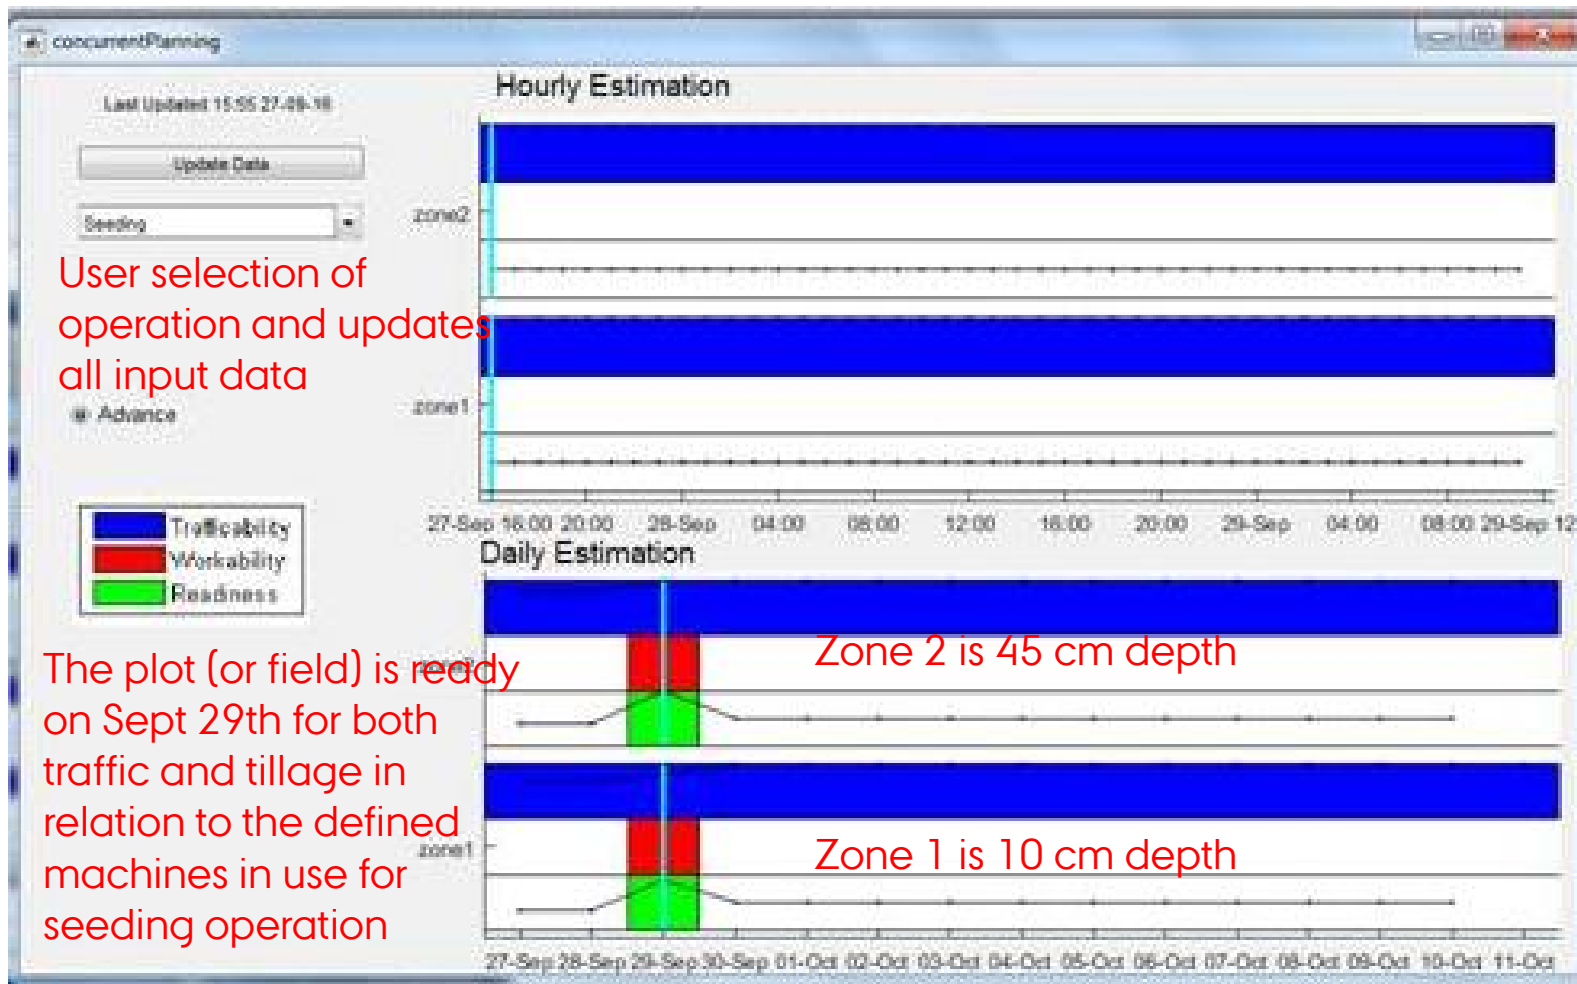 concurrentPlanning
Last Updated 15:55 27-09-16
Update Data
Seeding
User selection of
operation and updates
all input data
Advance
Trafficability
Workability
Readiness
The plot (or field) is ready
on Sept 29th for both
traffic and tillage in
relation to the defined
machines in use for
seeding operation
Hourly Estimation
zone2
zone1
27-Sep 16:00 20:00 28-Sep 04:00 08:00 12:00 16:00 20:00 29-Sep 04:00 08:00 29-Sep 12
Daily Estimation
zone2
Zone 2 is 45 cm depth
zone1
Zone 1 is 10 cm depth
27-Sep 28-Sep 29-Sep 30-Sep 01-Oct 02-Oct 03-Oct 04-Oct 05-Oct 06-Oct 07-Oct 08-Oct 09-Oct 10-Oct 11-Oct